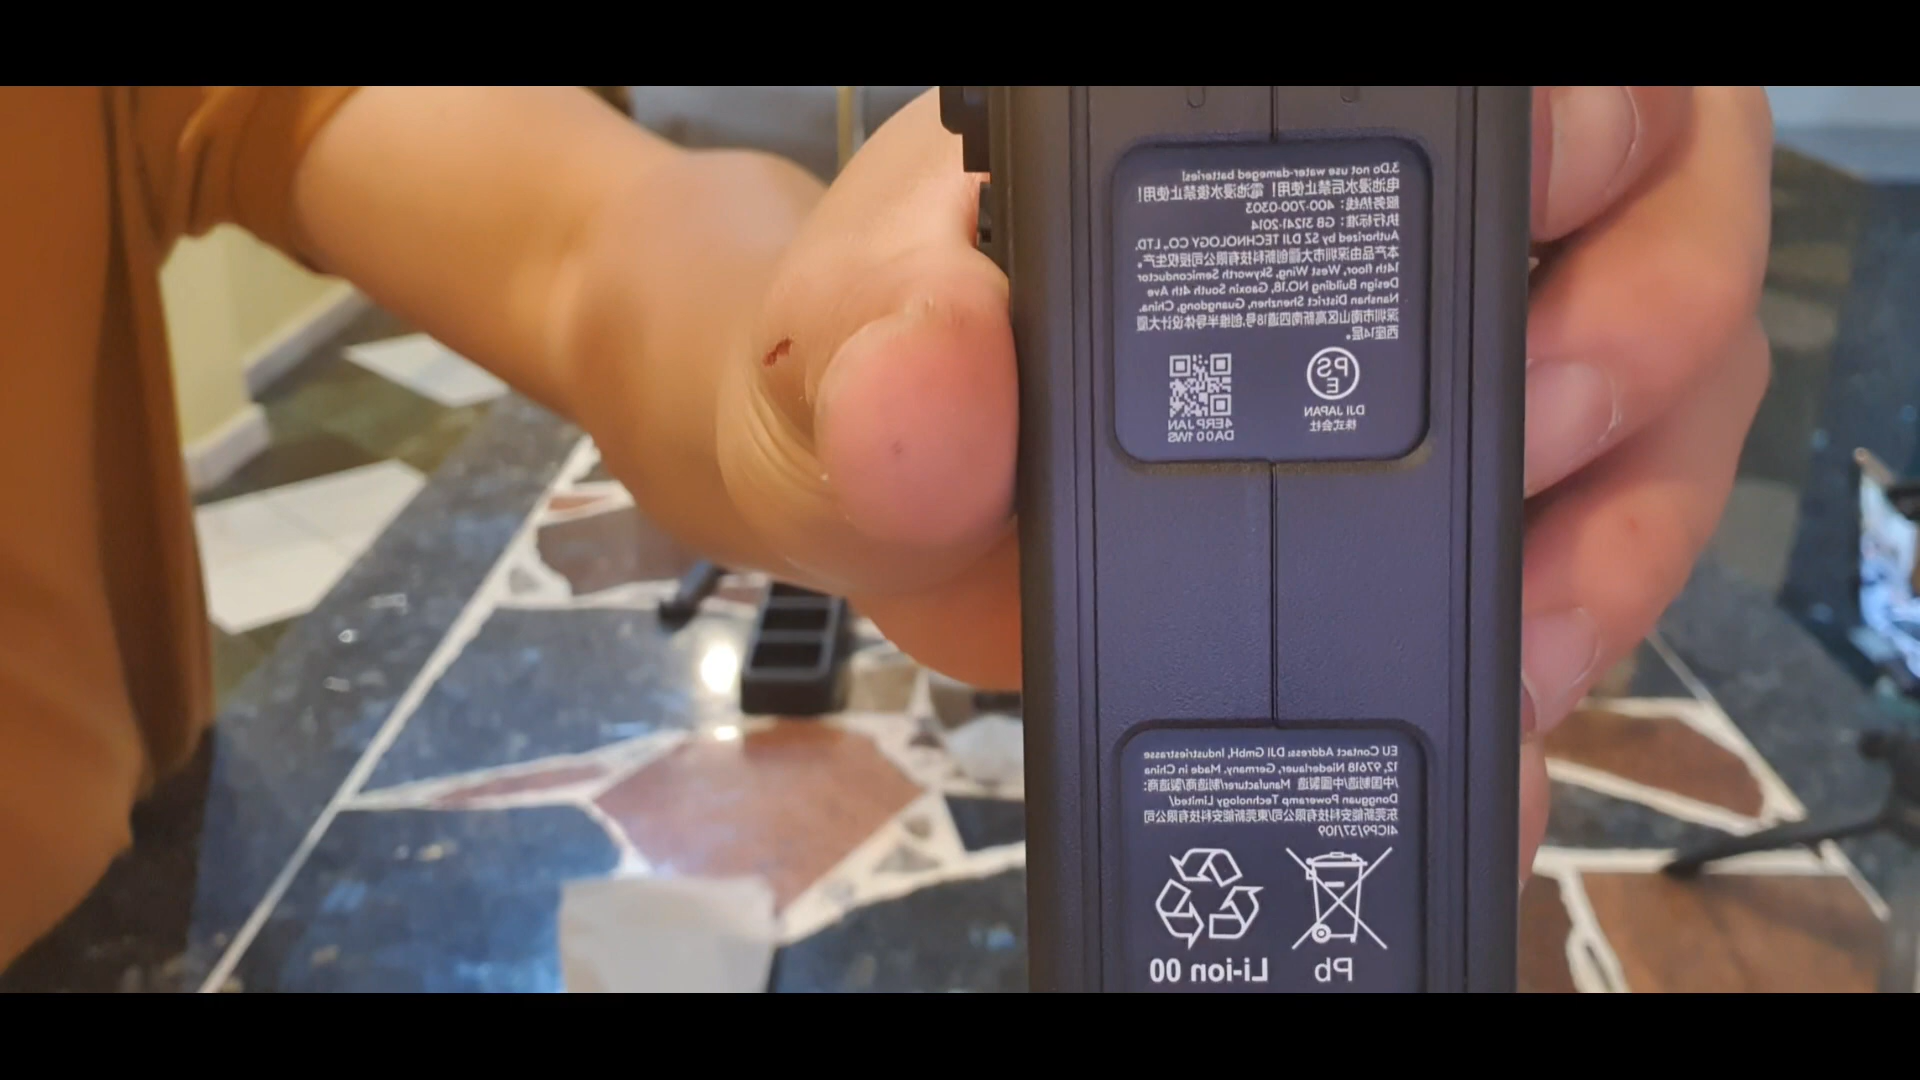 3.Do not use water-dameged batteries!
电池浸水后禁止使用！電池浸水後禁止使用！
服务热线：400-700-0303
执行标准：GB 31241-2014
Authorized by SZ DJI TECHNOLOGY CO., LTD.
本产品由深圳市大疆创新科技有限公司授权生产。
14th floor, West Wing, Skyworth Semiconductor
Design Building NO.18, Gaoxin South 4th Ave
Nanshan District Shenzhen, Guangdong, China.
深圳市南山区高新南四道18号,创维半导体设计大厦
西座14层。
PS
E
DJI JAPAN
株式会社
4ERPJAN
DA00 1WS
EU Contact Address: DJI GmbH, Industriestrasse
12, 97618 Niederlauer, Germany, Made in China
/中国制造/中國製造 Manufacturer/制造商/製造商：
Dongguan Poweramp Technology Limited/
东莞新能安科技有限公司/東莞新能安科技有限公司
4ICP9/37/109
Pb
Li-ion 00